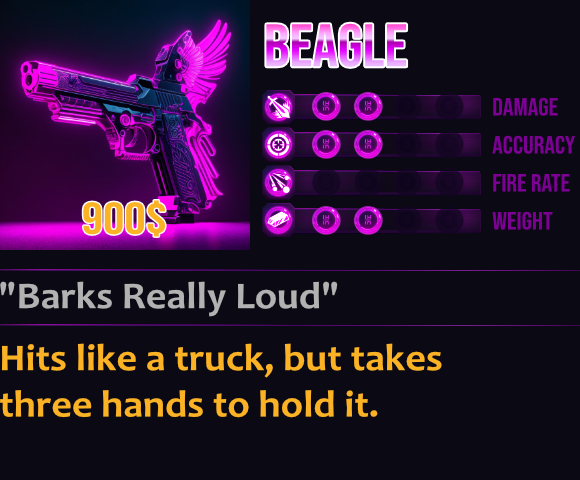 BEAGLE
DAMAGE
ACCURACY
FIRE RATE
WEIGHT
900$
"Barks Really Loud"
Hits like a truck, but takes
three hands to hold it.